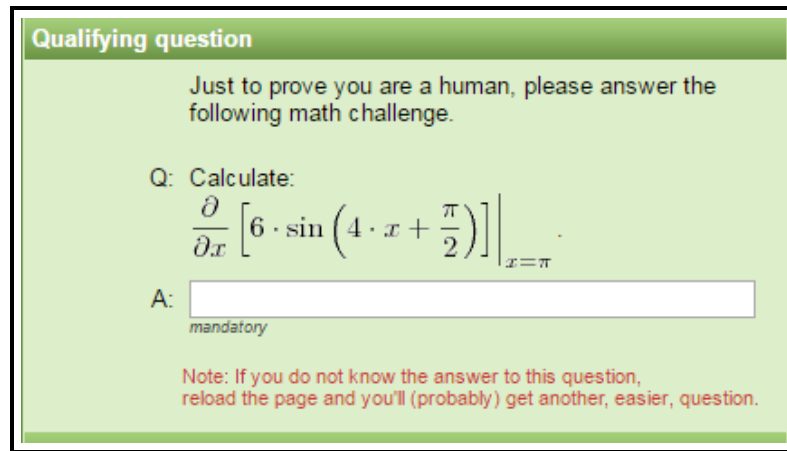 Qualifying question
Just to prove you are a human, please answer the
following math challenge.
Q: Calculate:
∂/∂x [6 · sin (4 · x + π/2)] |x=π .
A:
mandatory
Note: If you do not know the answer to this question,
reload the page and you'll (probably) get another, easier, question.